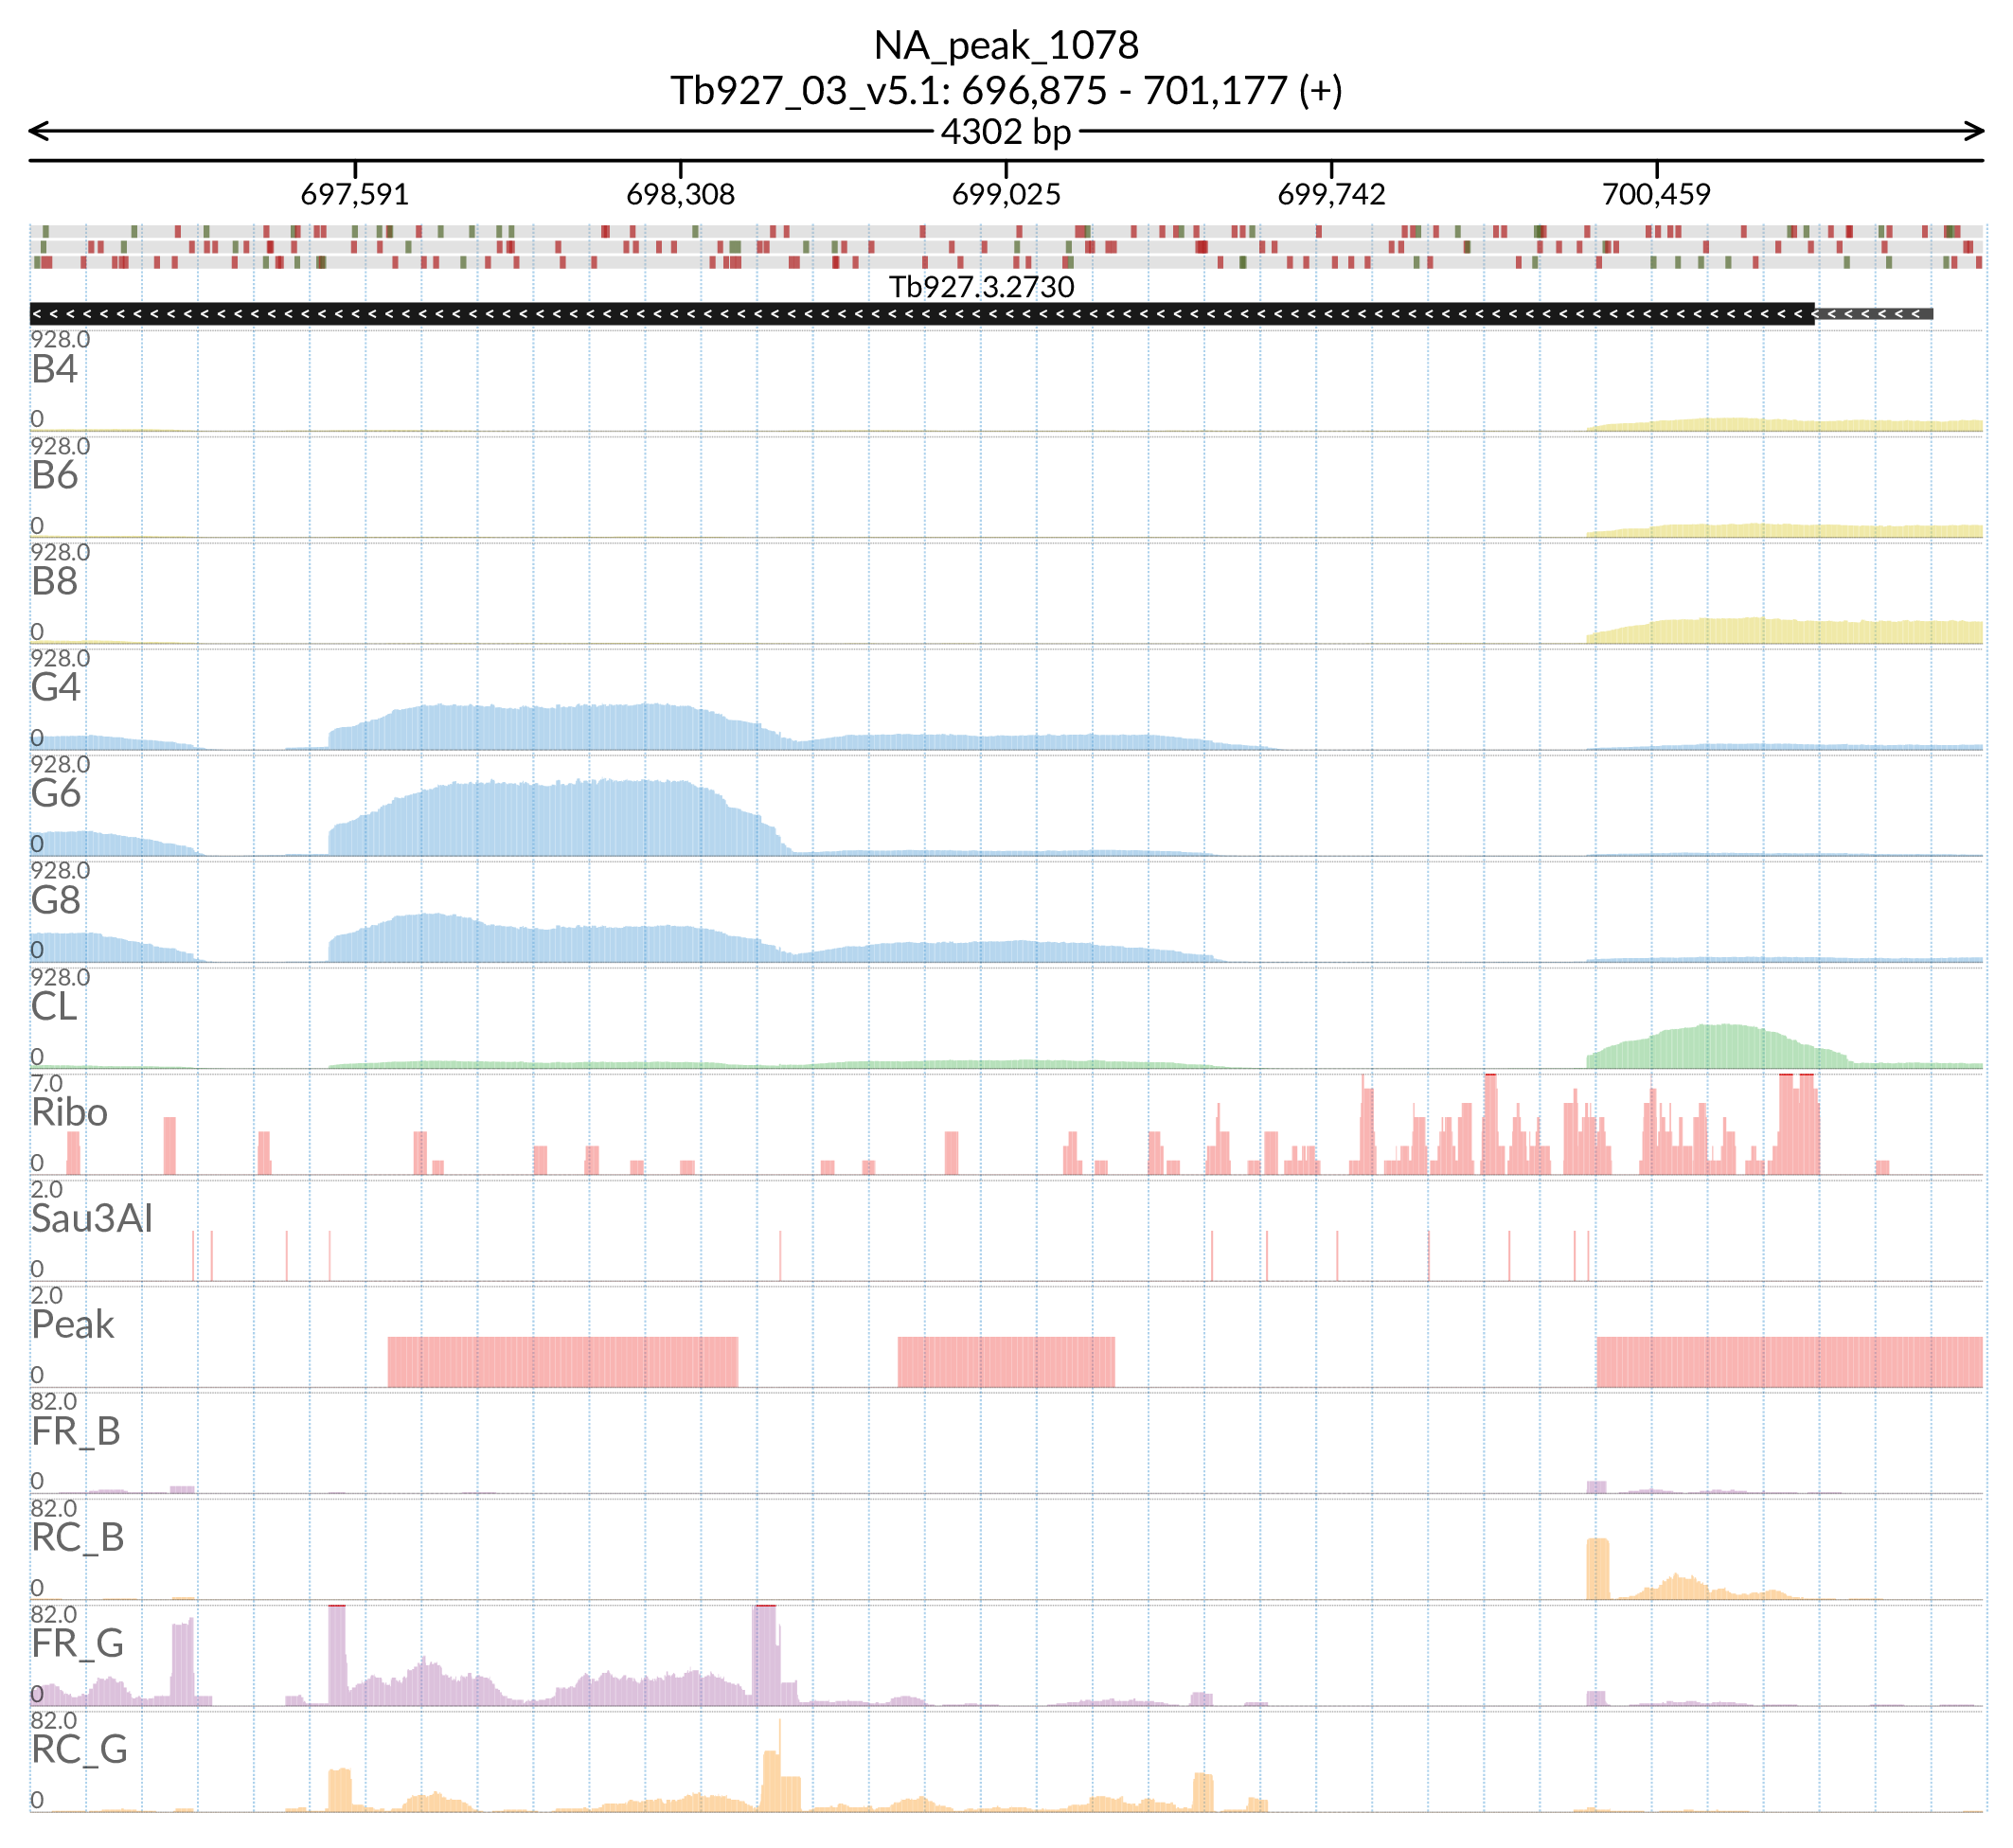 NA_peak_1078
Tb927_03_v5.1: 696,875 - 701,177 (+)
4302 bp
697,591 698,308 699,025 699,742 700,459
Tb927.3.2730
928.0
B4
0
928.0
B6
0
928.0
B8
0
928.0
G4
0
928.0
G6
0
928.0
G8
0
928.0
CL
0
7.0
Ribo
0
2.0
Sau3AI
0
2.0
Peak
0
82.0
FR_B
0
82.0
RC_B
0
82.0
FR_G
0
82.0
RC_G
0